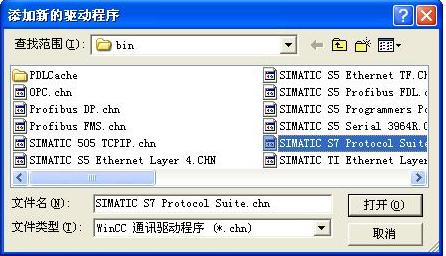 添加新的驱动程序
查找范围(I): bin
PDLCache
OPC.chn
Profibus DP.chn
Profibus FMS.chn
SIMATIC 505 TCPIP.chn
SIMATIC S5 Ethernet Layer 4.CHN
SIMATIC S5 Ethernet TF.CH
SIMATIC S5 Profibus FDL.
SIMATIC S5 Programmers Po
SIMATIC S5 Serial 3964R.C
SIMATIC S7 Protocol Suite
SIMATIC TI Ethernet Layer
文件名(N): SIMATIC S7 Protocol Suite.chn
打开(O)
文件类型(T): WinCC 通讯驱动程序 (*.chn)
取消